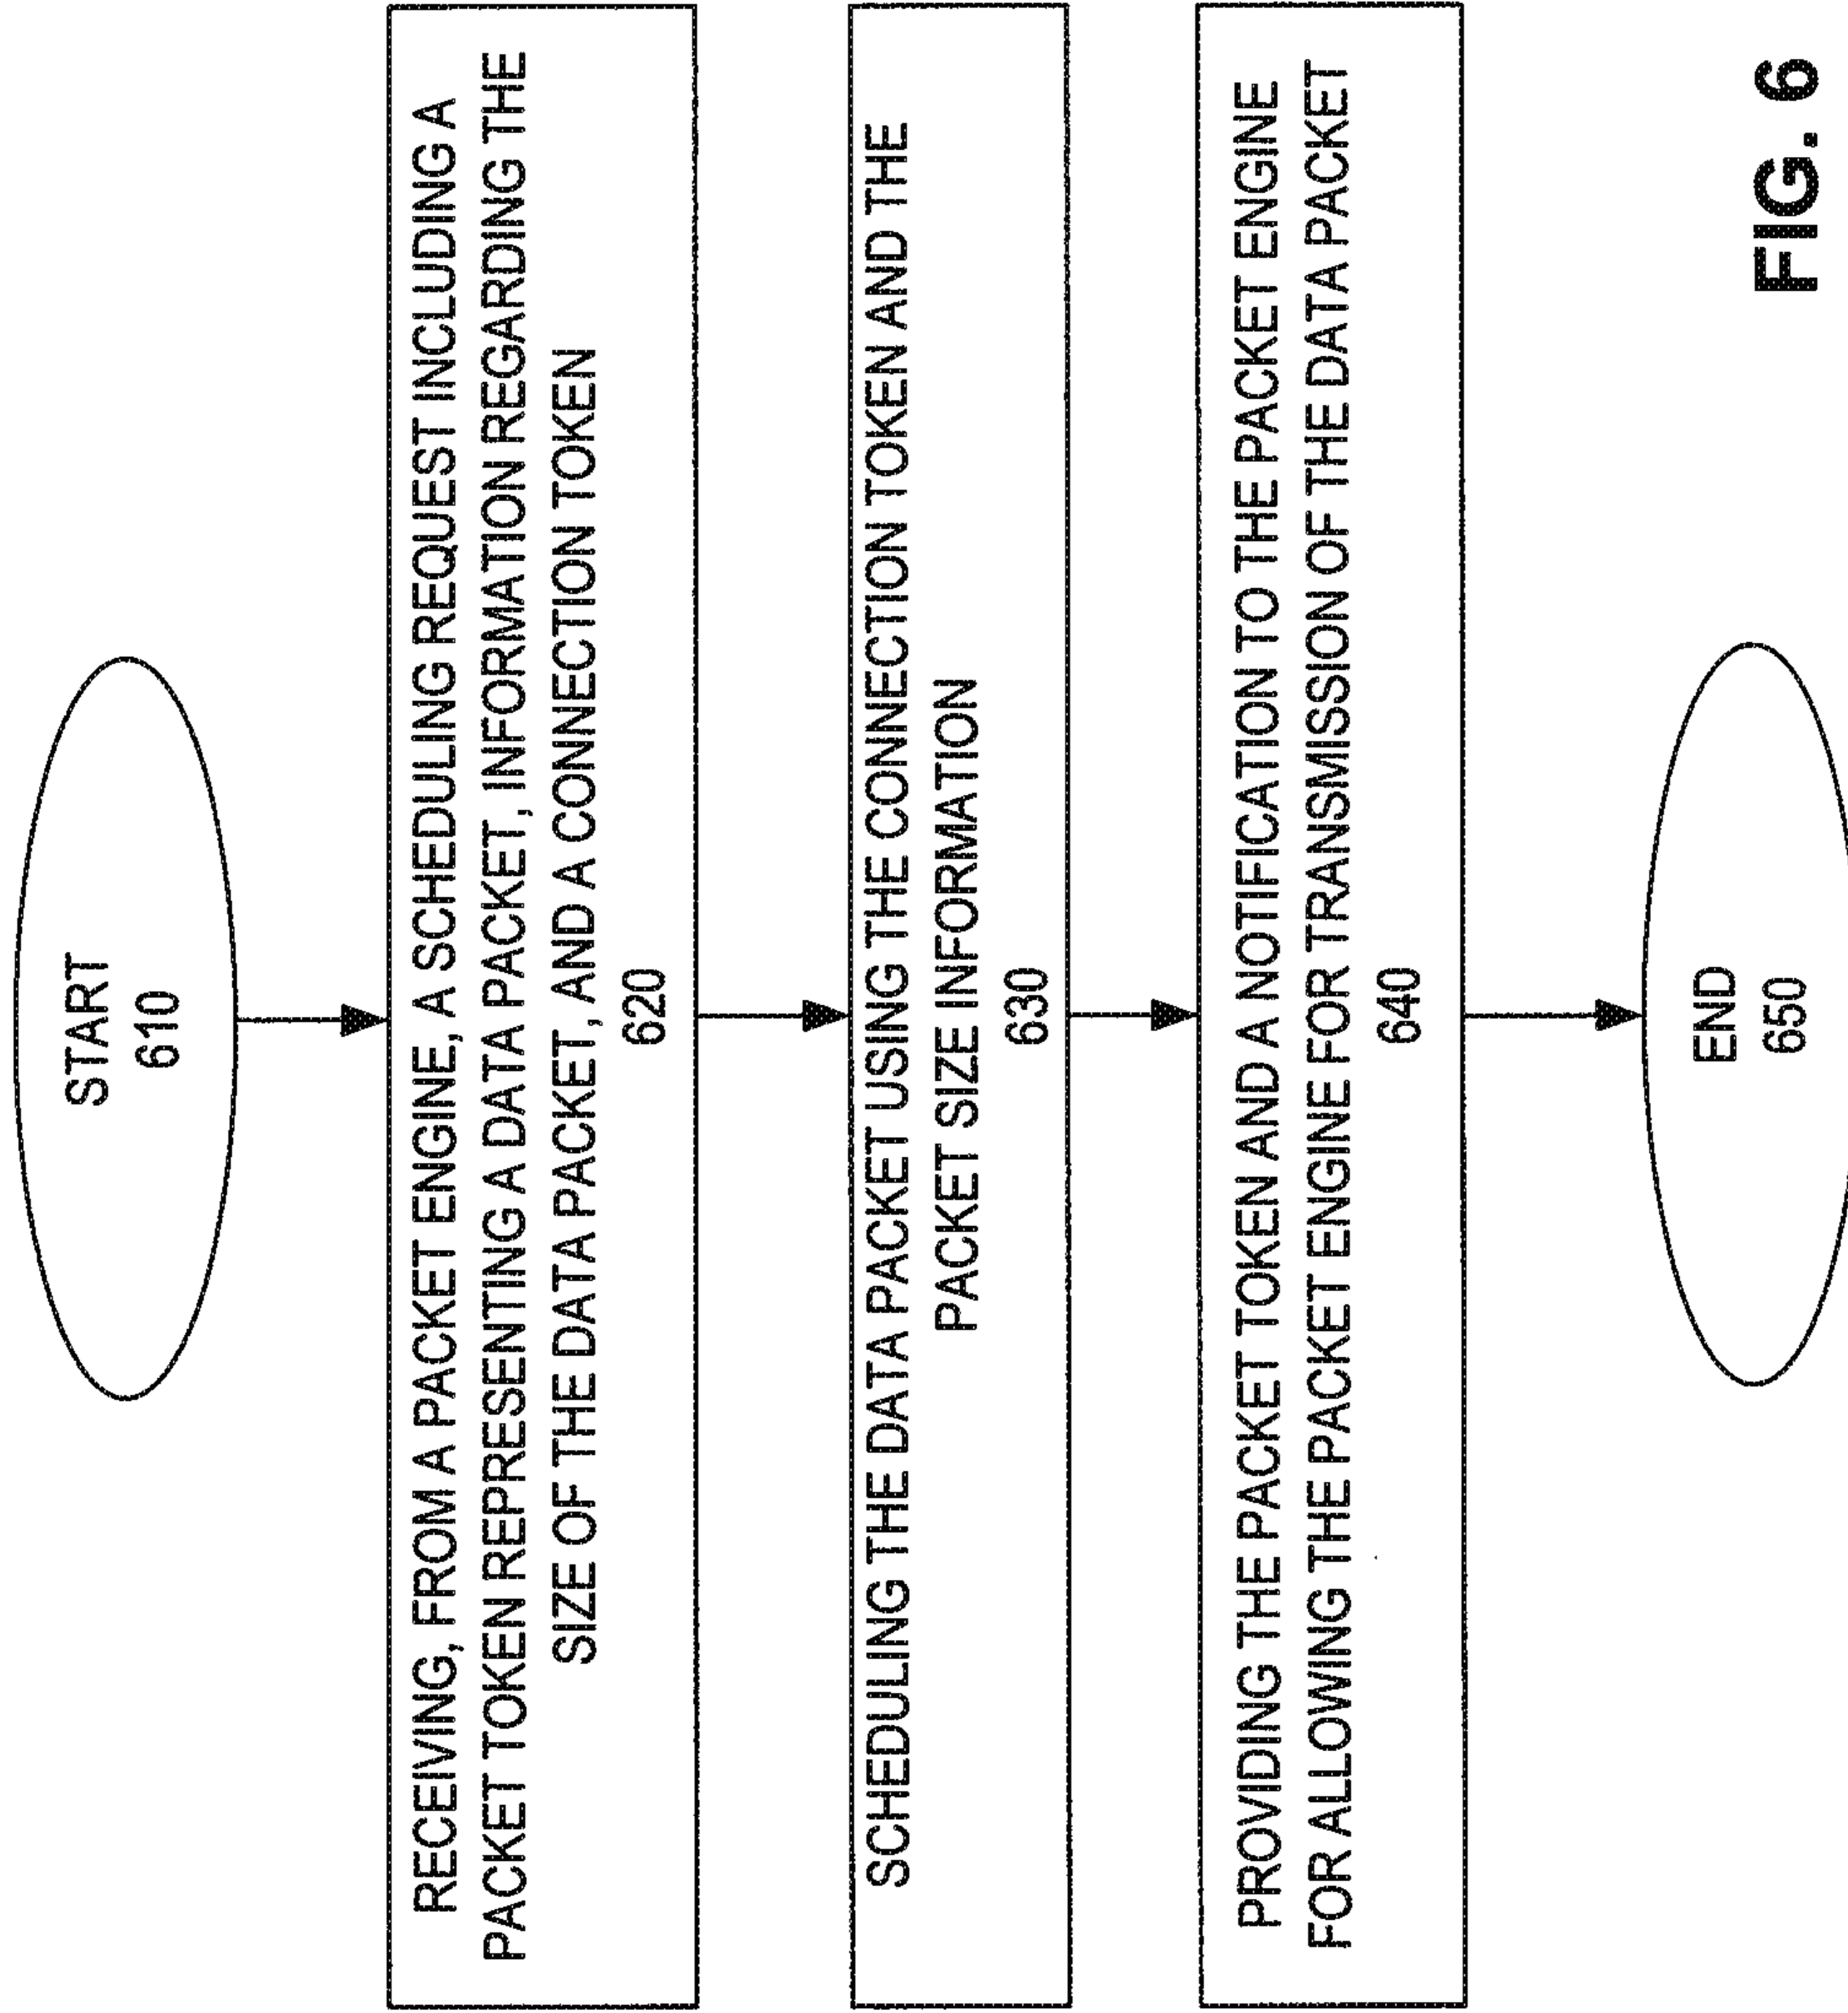 START
610
RECEIVING, FROM A PACKET ENGINE, A SCHEDULING REQUEST INCLUDING A
PACKET TOKEN REPRESENTING A DATA PACKET, INFORMATION REGARDING THE
SIZE OF THE DATA PACKET, AND A CONNECTION TOKEN
620
SCHEDULING THE DATA PACKET USING THE CONNECTION TOKEN AND THE
PACKET SIZE INFORMATION
630
PROVIDING THE PACKET TOKEN AND A NOTIFICATION TO THE PACKET ENGINE
FOR ALLOWING THE PACKET ENGINE FOR TRANSMISSION OF THE DATA PACKET
640
END
650
FIG. 6